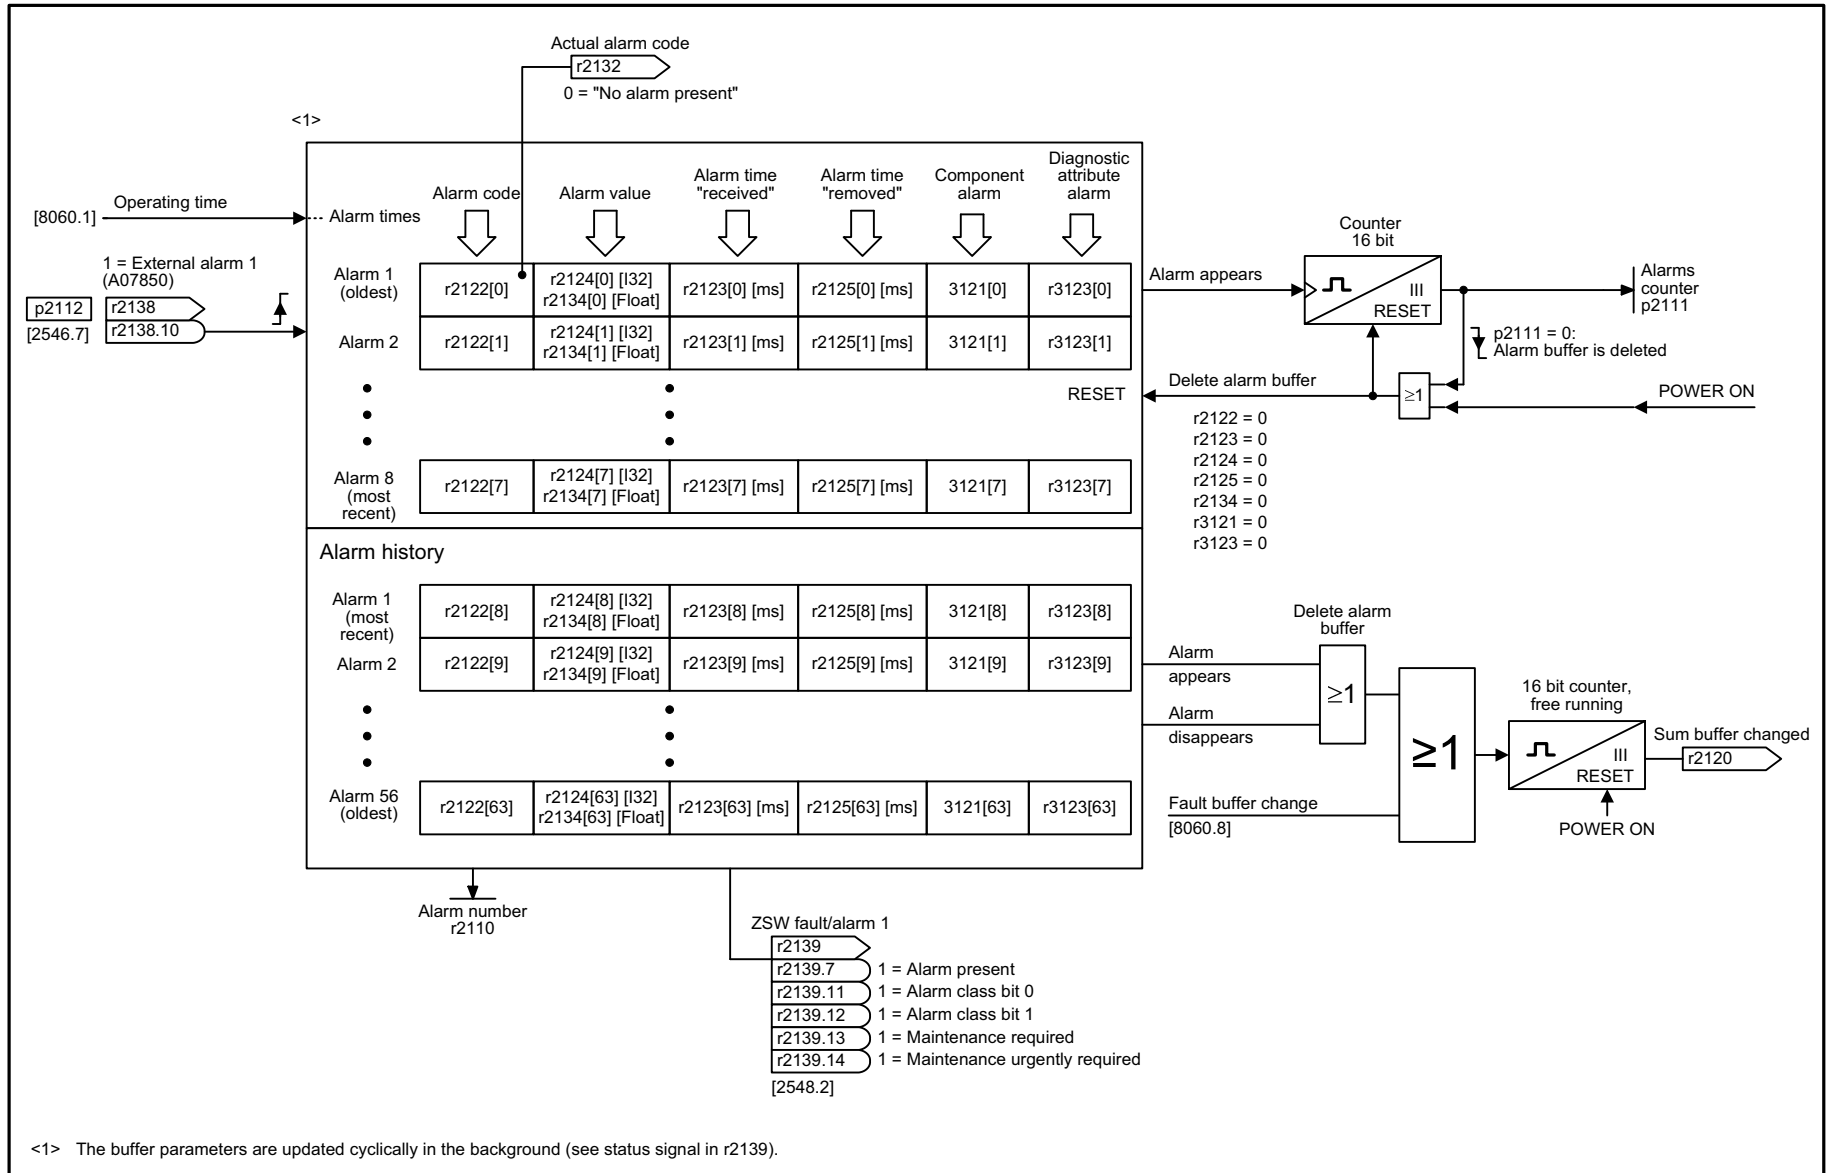 Actual alarm code
r2132
0 = "No alarm present"
<1>
[8060.1]
Operating time
Alarm times
Alarm code
Alarm value
Alarm time
"received"
Alarm time
"removed"
Component
alarm
Diagnostic
attribute
alarm
1 = External alarm 1
(A07850)
p2112
[2546.7]
r2138
r2138.10
Alarm 1
(oldest)
r2122[0]
r2124[0] [I32]
r2134[0] [Float]
r2123[0] [ms]
r2125[0] [ms]
3121[0]
r3123[0]
Alarm 2
r2122[1]
r2124[1] [I32]
r2134[1] [Float]
r2123[1] [ms]
r2125[1] [ms]
3121[1]
r3123[1]
RESET
Alarm 8
(most
recent)
r2122[7]
r2124[7] [I32]
r2134[7] [Float]
r2123[7] [ms]
r2125[7] [ms]
3121[7]
r3123[7]
Alarm appears
Counter
16 bit
III
RESET
Alarms
counter
p2111
p2111 = 0:
Alarm buffer is deleted
≥1
POWER ON
Delete alarm buffer
r2122 = 0
r2123 = 0
r2124 = 0
r2125 = 0
r2134 = 0
r3121 = 0
r3123 = 0
Alarm history
Alarm 1
(most
recent)
r2122[8]
r2124[8] [I32]
r2134[8] [Float]
r2123[8] [ms]
r2125[8] [ms]
3121[8]
r3123[8]
Alarm 2
r2122[9]
r2124[9] [I32]
r2134[9] [Float]
r2123[9] [ms]
r2125[9] [ms]
3121[9]
r3123[9]
Alarm 56
(oldest)
r2122[63]
r2124[63] [I32]
r2134[63] [Float]
r2123[63] [ms]
r2125[63] [ms]
3121[63]
r3123[63]
Alarm
appears
Alarm
disappears
Delete alarm
buffer
≥1
Fault buffer change
[8060.8]
≥1
16 bit counter,
free running
III
RESET
POWER ON
Sum buffer changed
r2120
Alarm number
r2110
ZSW fault/alarm 1
r2139
r2139.7
1 = Alarm present
r2139.11
1 = Alarm class bit 0
r2139.12
1 = Alarm class bit 1
r2139.13
1 = Maintenance required
r2139.14
1 = Maintenance urgently required
[2548.2]
<1> The buffer parameters are updated cyclically in the background (see status signal in r2139).